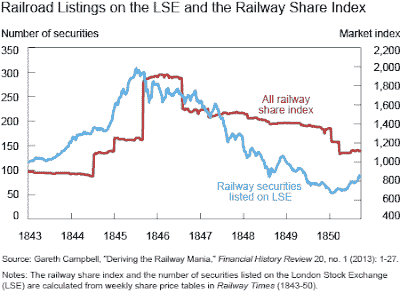 Railroad Listings on the LSE and the Railway Share Index
Number of securities
Market index
350
300
250
200
150
100
50
0
2,200
2,000
1,800
1,600
1,400
1,200
1,000
800
600
400
All railway
share index
Railway securities
listed on LSE
1843 1844 1845 1846 1847 1848 1849 1850
Source: Gareth Campbell, "Deriving the Railway Mania," Financial History Review 20, no. 1 (2013): 1-27.
Notes: The railway share index and the number of securities listed on the London Stock Exchange
(LSE) are calculated from weekly share price tables in Railway Times (1843-50).